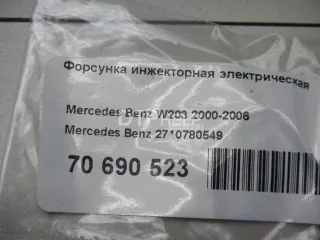 Форсунка инжекторная электрическая
Mercedes Benz W203 2000-2006
Mercedes Benz 2710780549
70 690 523